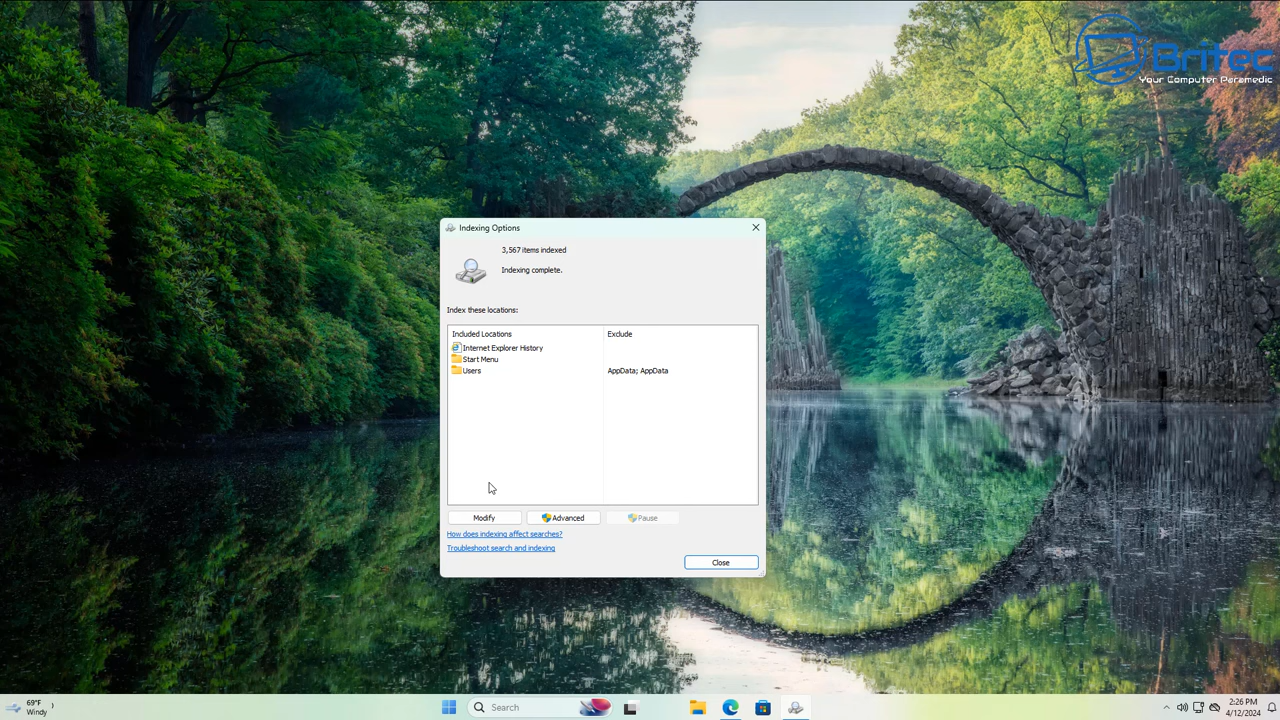 Britec
Your Computer Paramedic
Indexing Options
3,567 items indexed
Indexing complete.
Index these locations:
Included Locations
Exclude
Internet Explorer History
Start Menu
Users
AppData; AppData
Modify
Advanced
Pause
How does indexing affect searches?
Troubleshoot search and indexing
Close
69°F
Windy
Search
2:26 PM
4/12/2024